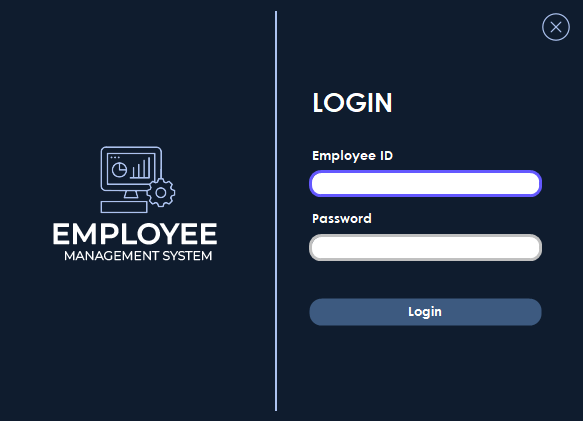 EMPLOYEE
MANAGEMENT SYSTEM
LOGIN
Employee ID
Password
Login